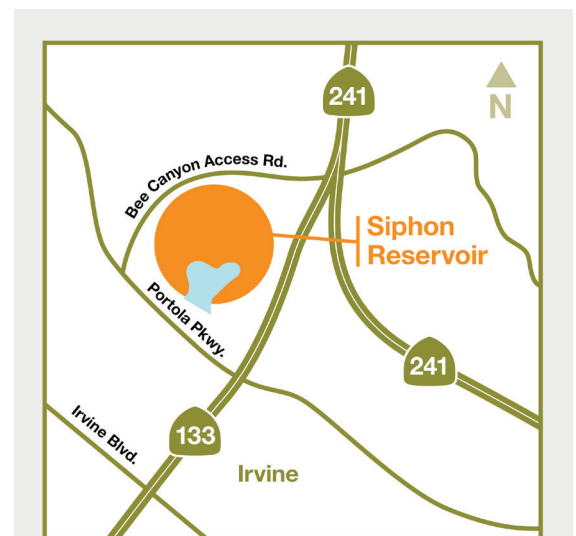 241
N
Bee Canyon Access Rd.
Siphon
Reservoir
Portola Pkwy.
241
Irvine Blvd.
133
Irvine